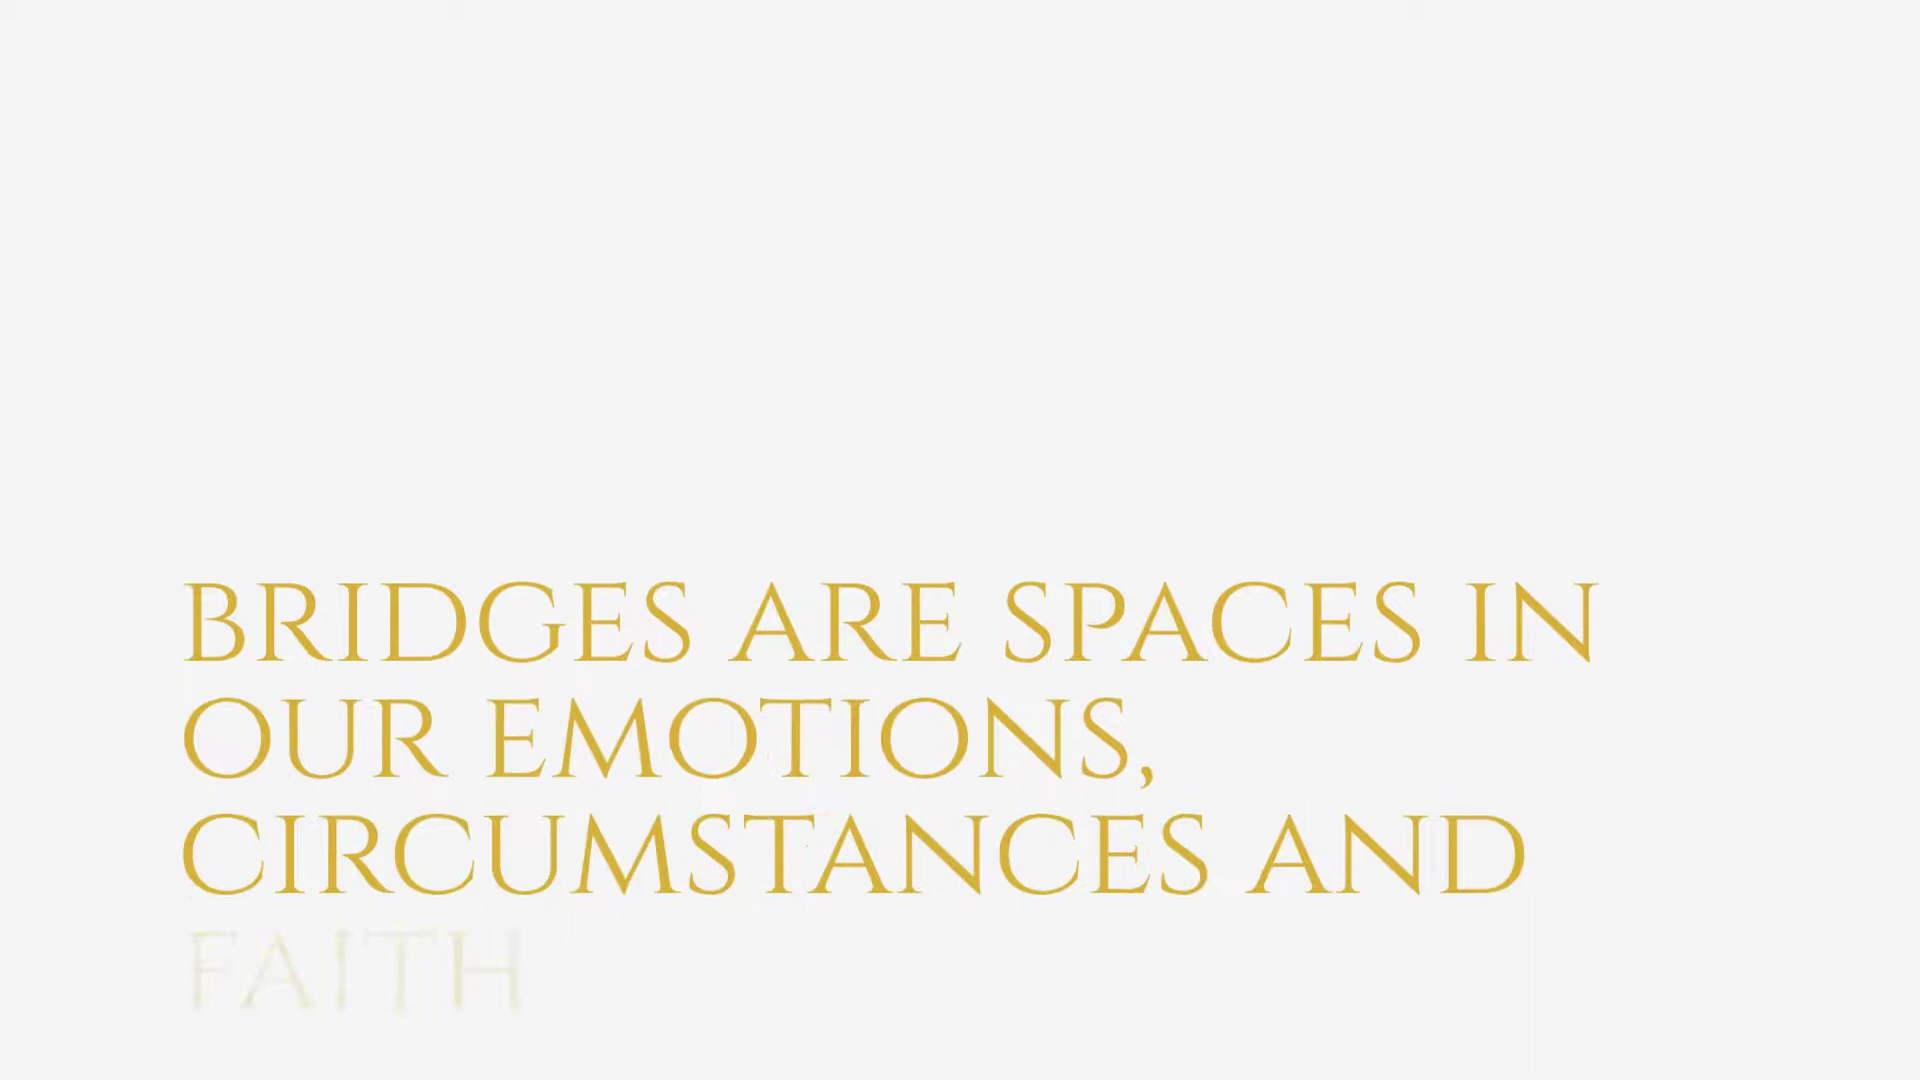 BRIDGES ARE SPACES IN
OUR EMOTIONS,
CIRCUMSTANCES AND
FAITH